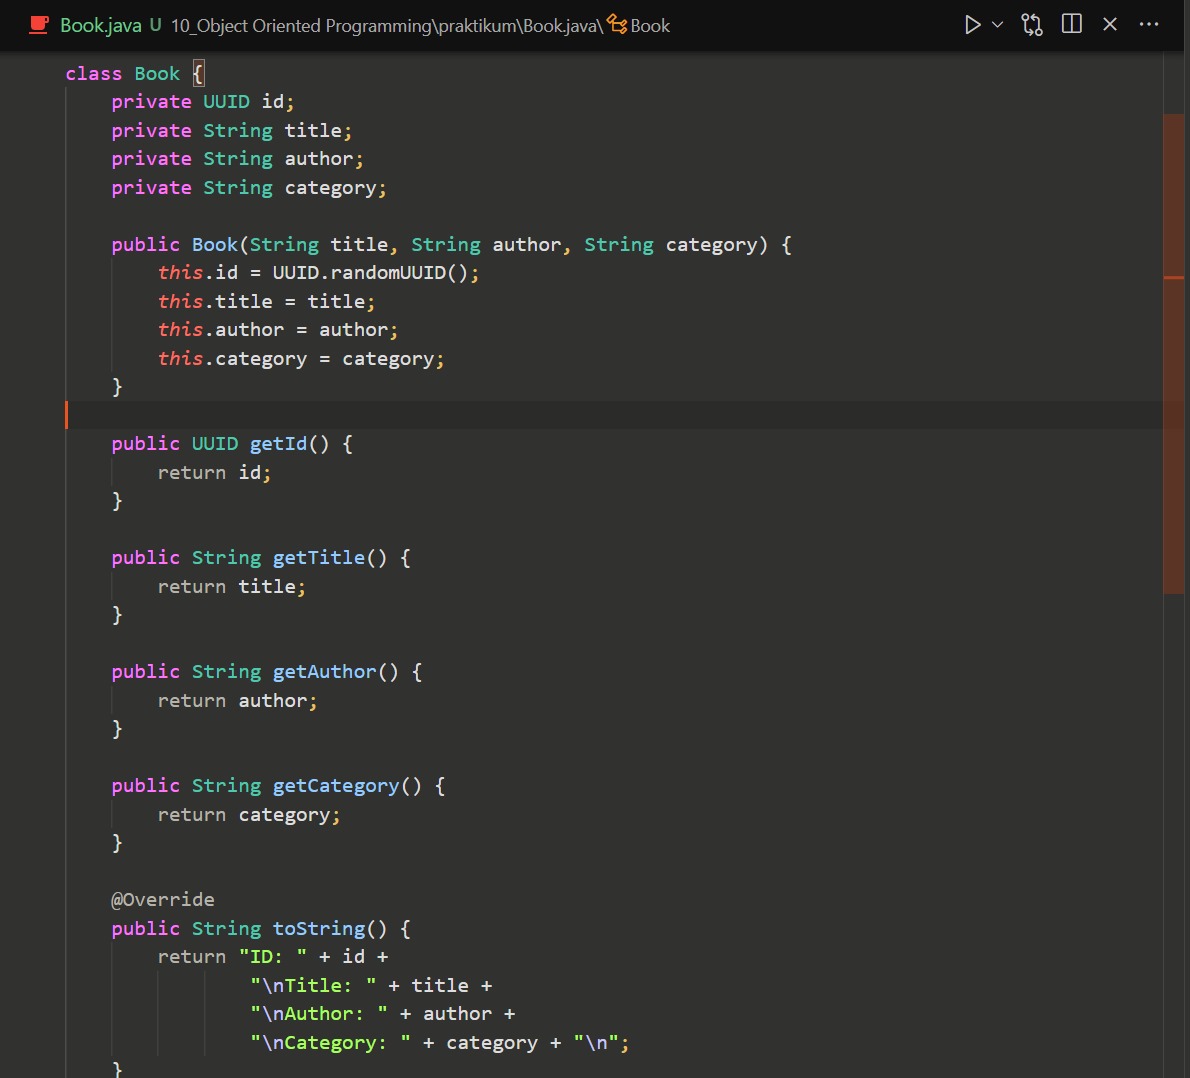 Book.java U 10_Object Oriented Programming\praktikum\Book.java\ Book
class Book {
    private UUID id;
    private String title;
    private String author;
    private String category;

    public Book(String title, String author, String category) {
        this.id = UUID.randomUUID();
        this.title = title;
        this.author = author;
        this.category = category;
    }

    public UUID getId() {
        return id;
    }

    public String getTitle() {
        return title;
    }

    public String getAuthor() {
        return author;
    }

    public String getCategory() {
        return category;
    }

    @Override
    public String toString() {
        return "ID: " + id +
                "\nTitle: " + title +
                "\nAuthor: " + author +
                "\nCategory: " + category + "\n";
    }